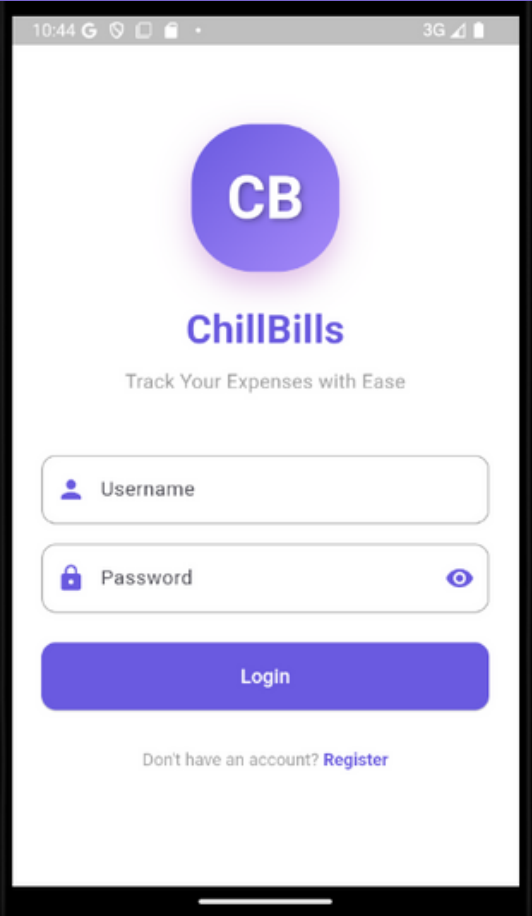 10:44 G
3G
CB
ChillBills
Track Your Expenses with Ease
Username
Password
Login
Don't have an account? Register